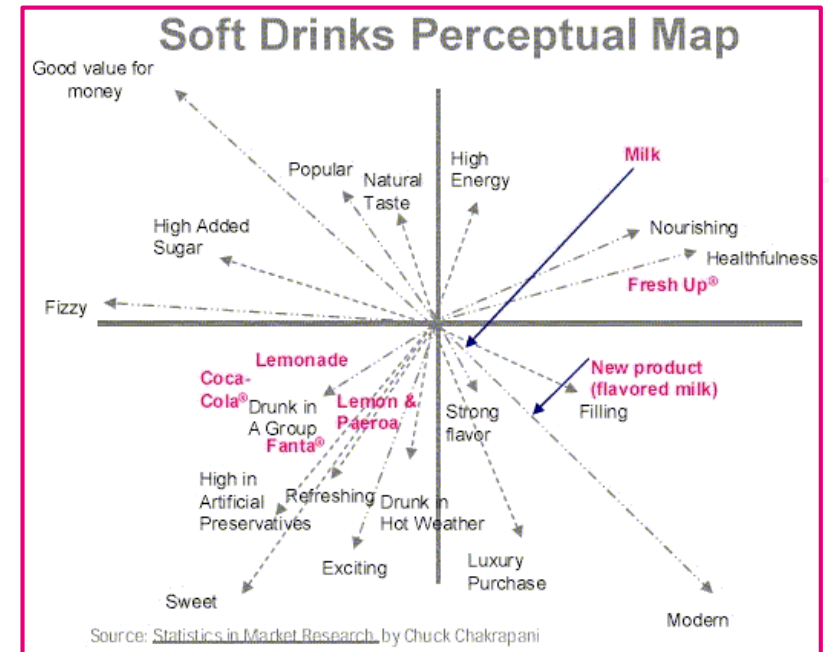 Soft Drinks Perceptual Map
Good value for
money
Popular
Natural
Taste
High
Energy
Milk
High Added
Sugar
Nourishing
Healthfulness
Fresh Up®
Fizzy
Lemonade
Coca-
Cola®
Drunk in
A Group
Lemon &
Paeroa
Fanta®
Strong
flavor
New product
(flavored milk)
Filling
High in
Artificial
Preservatives
Refreshing
Drunk in
Hot Weather
Exciting
Luxury
Purchase
Sweet
Modern
Source: Statistics in Market Research by Chuck Chakrapani